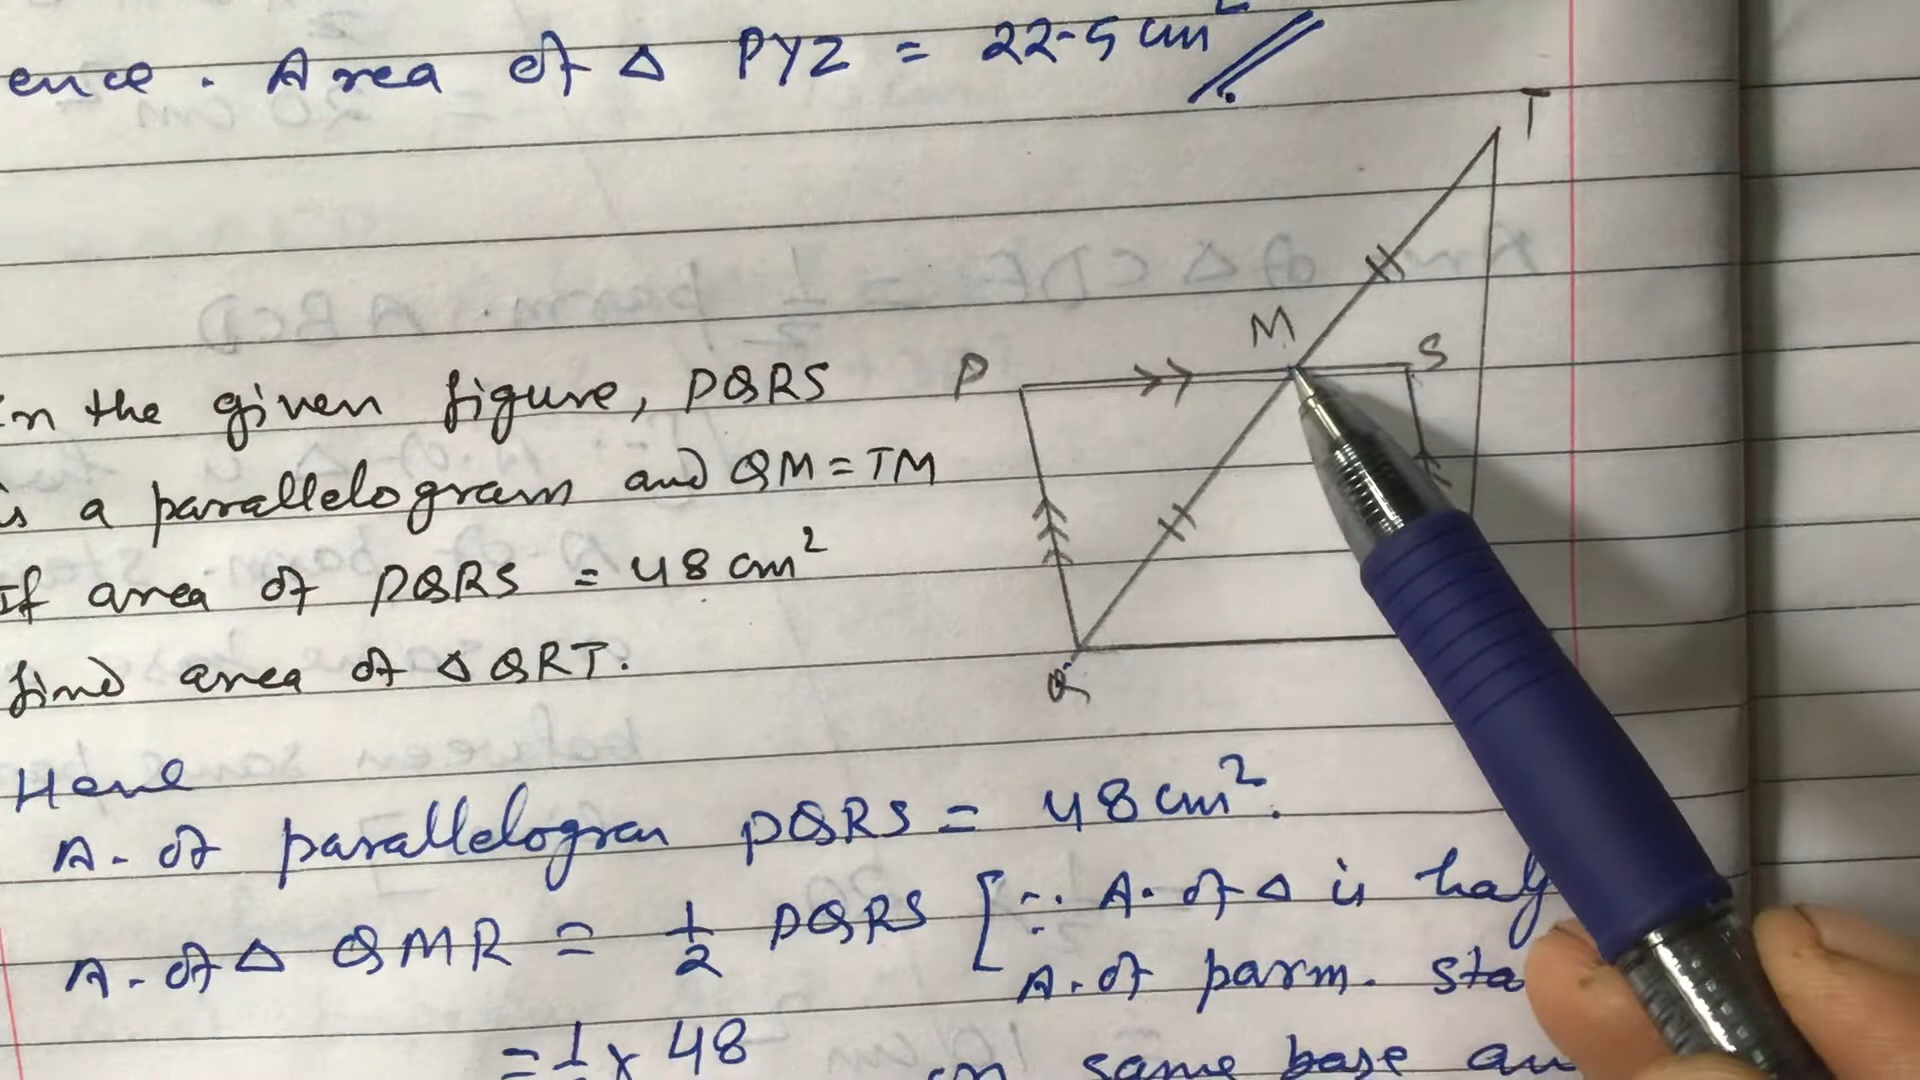 ence. Area of Δ PYZ = 22.5 cm²
T
M
P
S
In the given figure, PQRS
is a parallelogram and QM = TM
If area of PQRS = 48 cm²
find area of Δ QRT.
Q
Here
A. of parallelogram PQRS = 48 cm².
A. of Δ QMR = 1/2 PQRS [∵ A. of Δ is half
A. of parm. sta
= 1/ x 48
on same base an